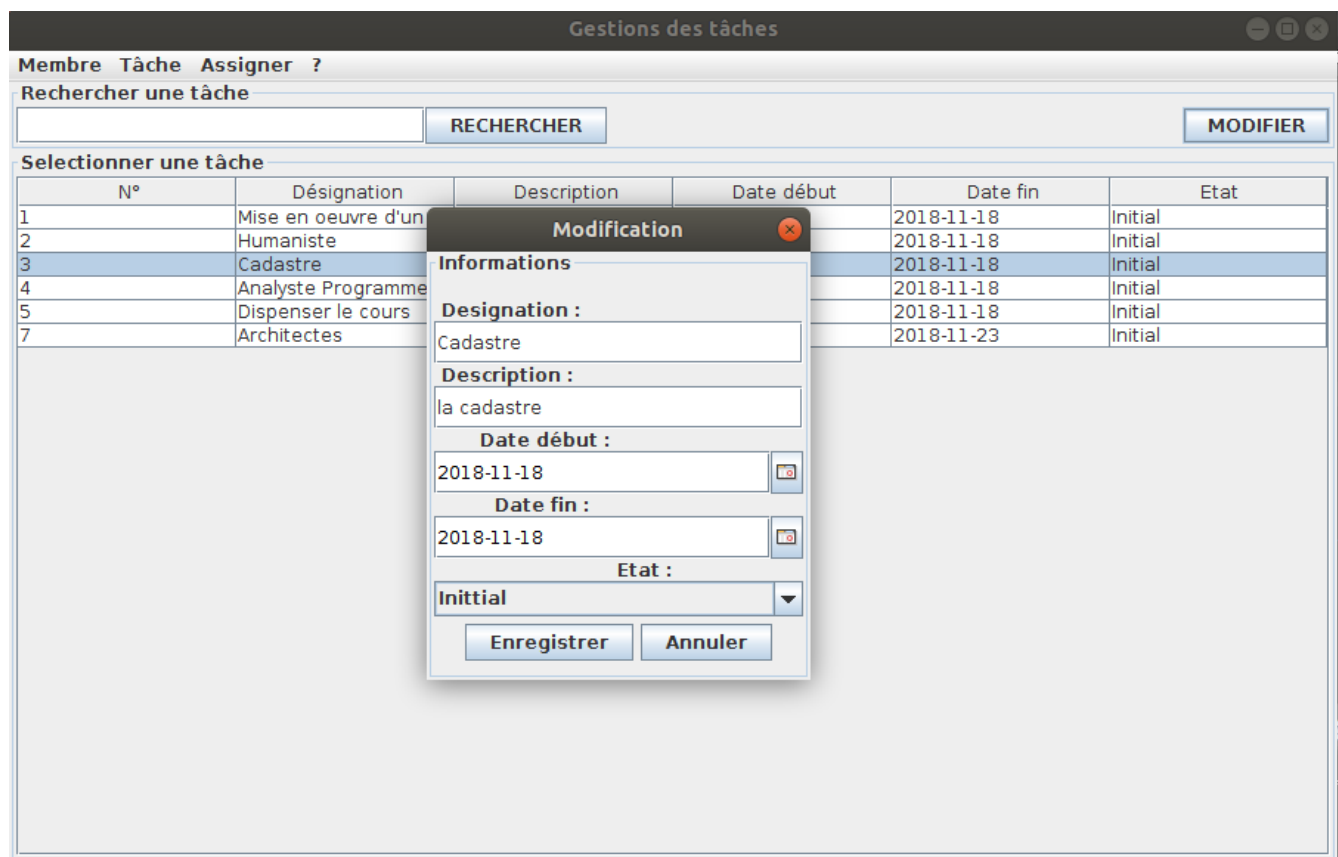 Gestions des tâches
Membre Tâche Assigner ?
Rechercher une tâche
RECHERCHER MODIFIER
Selectionner une tâche
N° Désignation Description Date début Date fin Etat
1 Mise en oeuvre d'un 2018-11-18 Initial
2 Humaniste 2018-11-18 Initial
3 Cadastre 2018-11-18 Initial
4 Analyste Programme 2018-11-18 Initial
5 Dispenser le cours 2018-11-18 Initial
7 Architectes 2018-11-23 Initial
Modification
Informations
Designation :
Cadastre
Description :
la cadastre
Date début :
2018-11-18
Date fin :
2018-11-18
Etat :
Inittial
Enregistrer Annuler